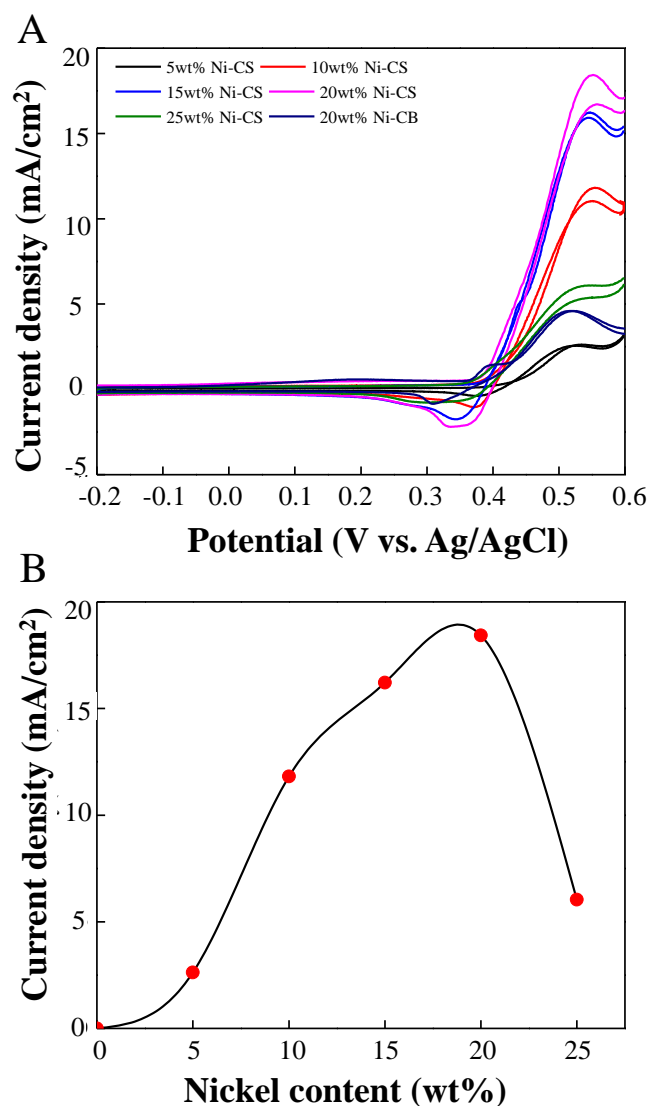 A
20
15
10
5
0
-5
Current density (mA/cm²)
5wt% Ni-CS 10wt% Ni-CS
15wt% Ni-CS 20wt% Ni-CS
25wt% Ni-CS 20wt% Ni-CB
-0.2 -0.1 0.0 0.1 0.2 0.3 0.4 0.5 0.6
Potential (V vs. Ag/AgCl)
B
20
15
10
5
0
Current density (mA/cm²)
0 5 10 15 20 25
Nickel content (wt%)